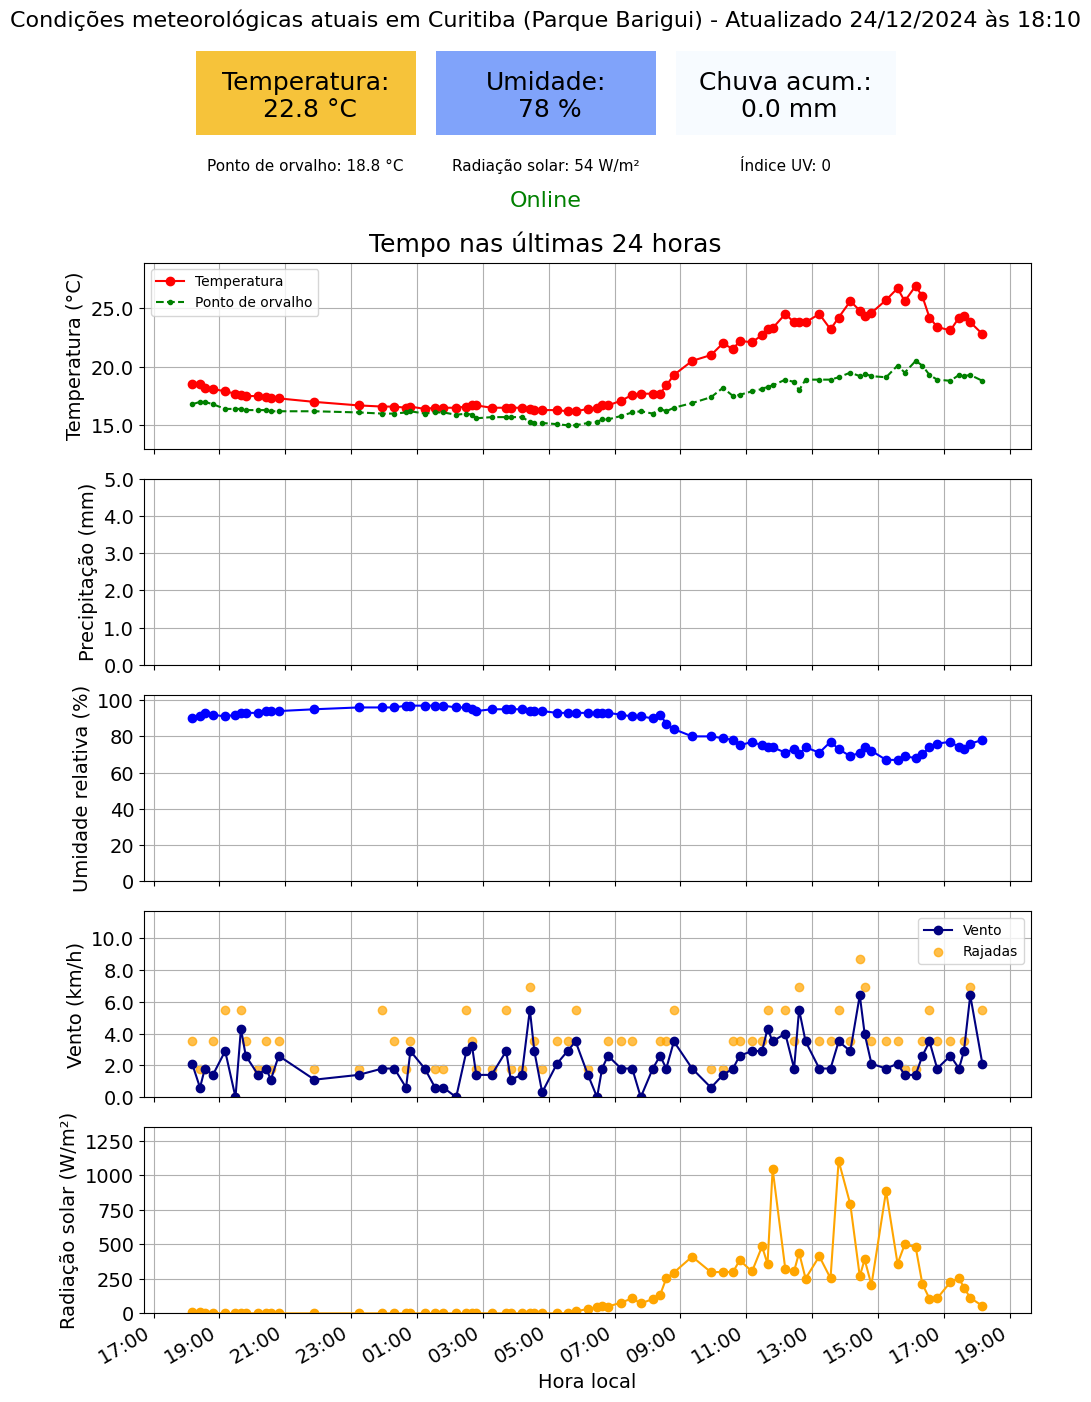 Condições meteorológicas atuais em Curitiba (Parque Barigui) - Atualizado 24/12/2024 às 18:10
Temperatura:
22.8 °C
Umidade:
78 %
Chuva acum.:
0.0 mm
Ponto de orvalho: 18.8 °C
Radiação solar: 54 W/m²
Índice UV: 0
Online
Tempo nas últimas 24 horas
Temperatura (°C)
25.0
20.0
15.0
Temperatura
Ponto de orvalho
Precipitação (mm)
5.0
4.0
3.0
2.0
1.0
0.0
Umidade relativa (%)
100
80
60
40
20
0
Vento (km/h)
10.0
8.0
6.0
4.0
2.0
0.0
Vento
Rajadas
Radiação solar (W/m²)
1250
1000
750
500
250
0
17:00
19:00
21:00
23:00
01:00
03:00
05:00
07:00
09:00
11:00
13:00
15:00
17:00
19:00
Hora local